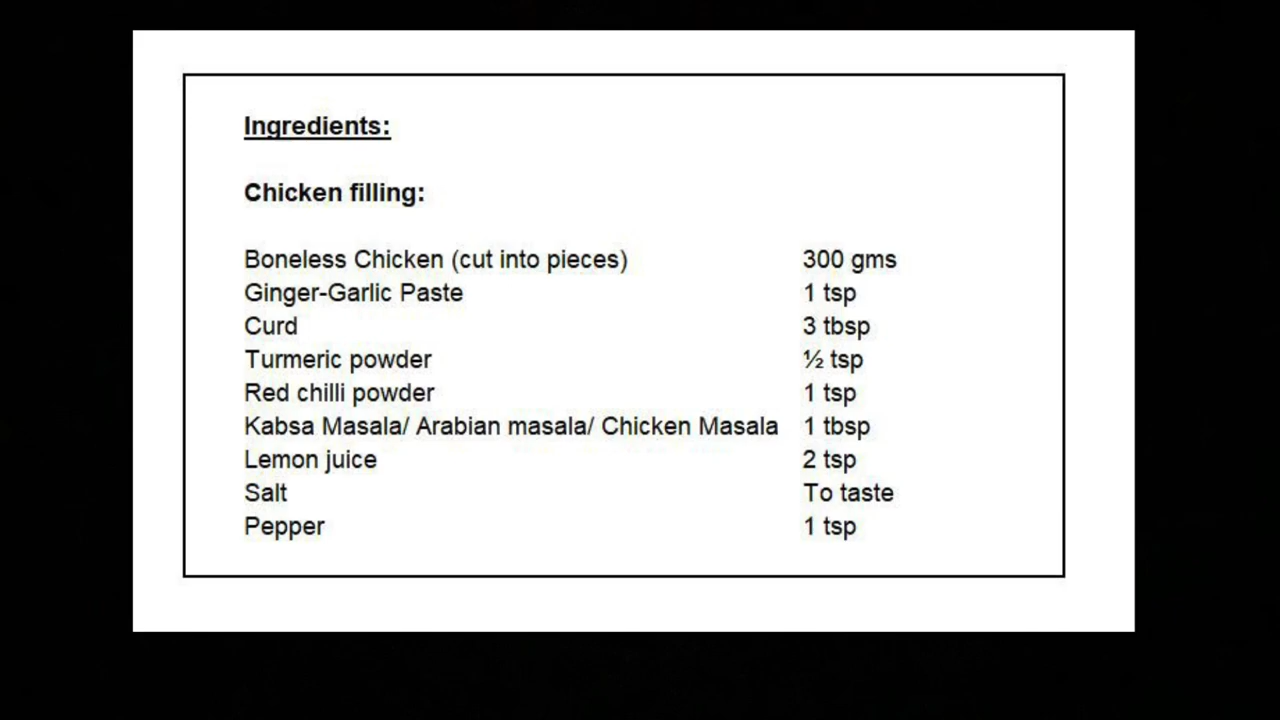 Ingredients:
Chicken filling:
Boneless Chicken (cut into pieces) 300 gms
Ginger-Garlic Paste 1 tsp
Curd 3 tbsp
Turmeric powder ½ tsp
Red chilli powder 1 tsp
Kabsa Masala/ Arabian masala/ Chicken Masala 1 tbsp
Lemon juice 2 tsp
Salt To taste
Pepper 1 tsp